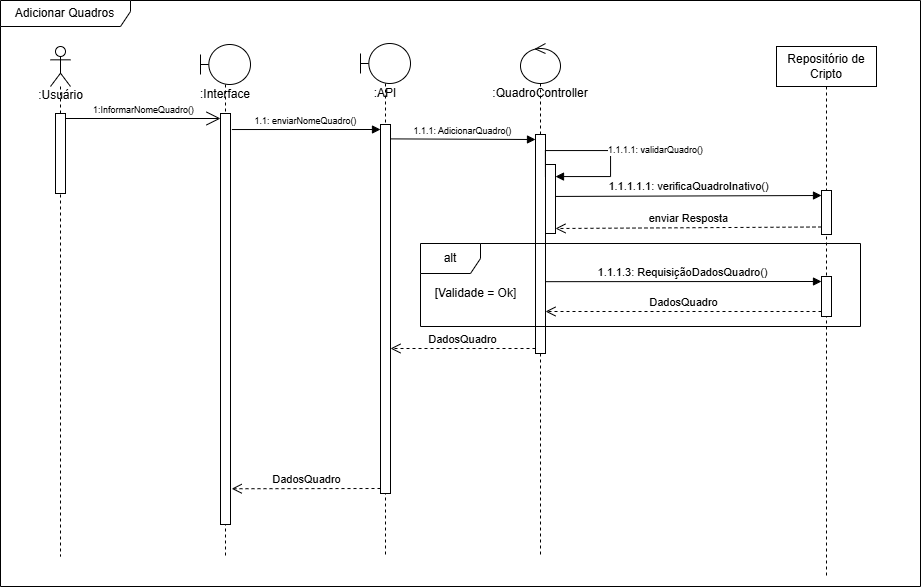 Adicionar Quadros
Repositório de
Cripto
:Usuário
:Interface
:API
:QuadroController
1:InformarNomeQuadro()
1.1: enviarNomeQuadro()
1.1.1: AdicionarQuadro()
1.1.1.1: validarQuadro()
1.1.1.1.1: verificaQuadroInativo()
enviar Resposta
alt
1.1.1.3: RequisiçãoDadosQuadro()
[Validade = Ok]
DadosQuadro
DadosQuadro
DadosQuadro